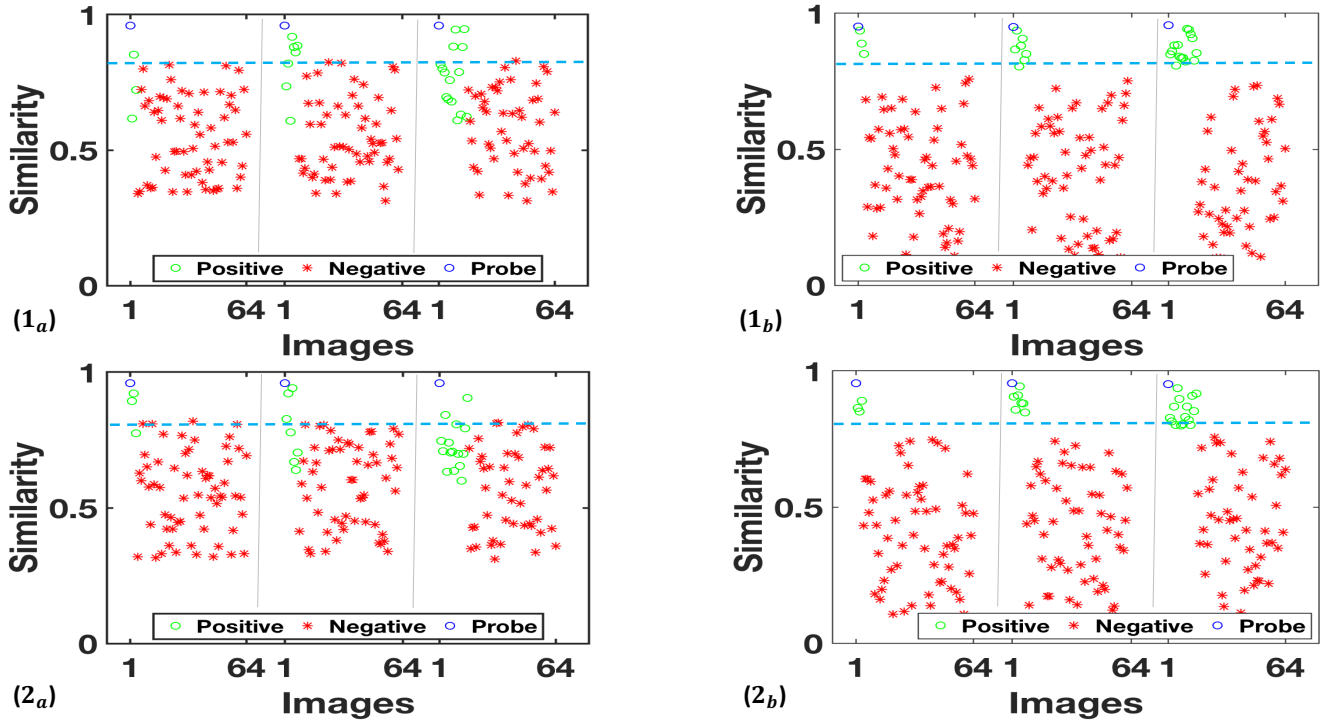 1
Similarity
0.5
0
Positive Negative Probe
1 64 1 64 1 64
Images
(1a)
1
Similarity
0.5
0
Positive Negative Probe
1 64 1 64 1 64
Images
(1b)
1
Similarity
0.5
0
Positive Negative Probe
1 64 1 64 1 64
Images
(2a)
1
Similarity
0.5
0
Positive Negative Probe
1 64 1 64 1 64
Images
(2b)